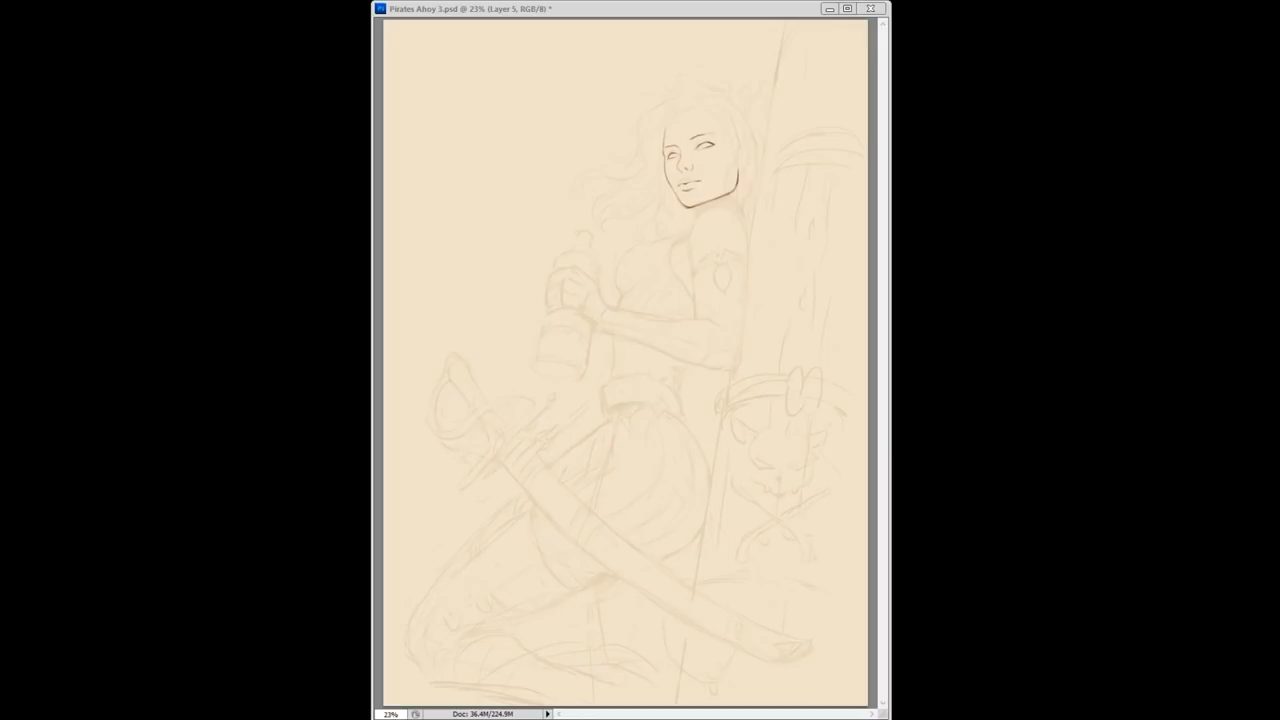 Pirates Ahoy 3.psd @ 23% (Layer 5, RGB/8) *
23%
Doc: 36.4M/224.9M